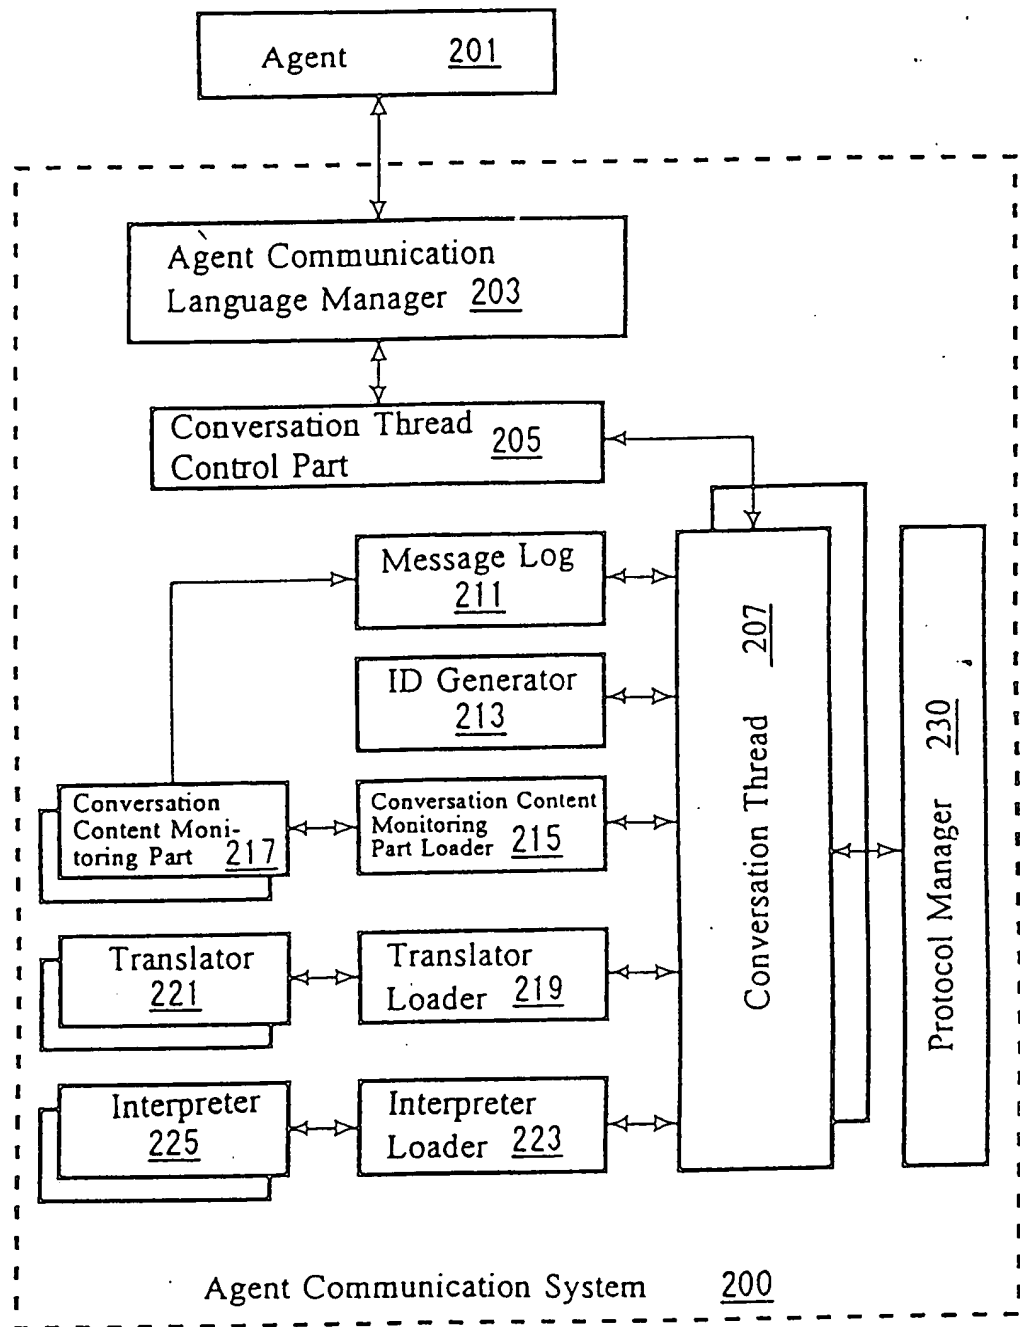 Agent 201
Agent Communication
Language Manager 203
Conversation Thread
Control Part 205
Message Log
211
ID Generator
213
Conversation
Content Moni-
toring Part 217
Conversation Content
Monitoring
Part Loader 215
Translator
221
Translator
Loader 219
Interpreter
225
Interpreter
Loader 223
Conversation Thread 207
Protocol Manager 230
Agent Communication System 200